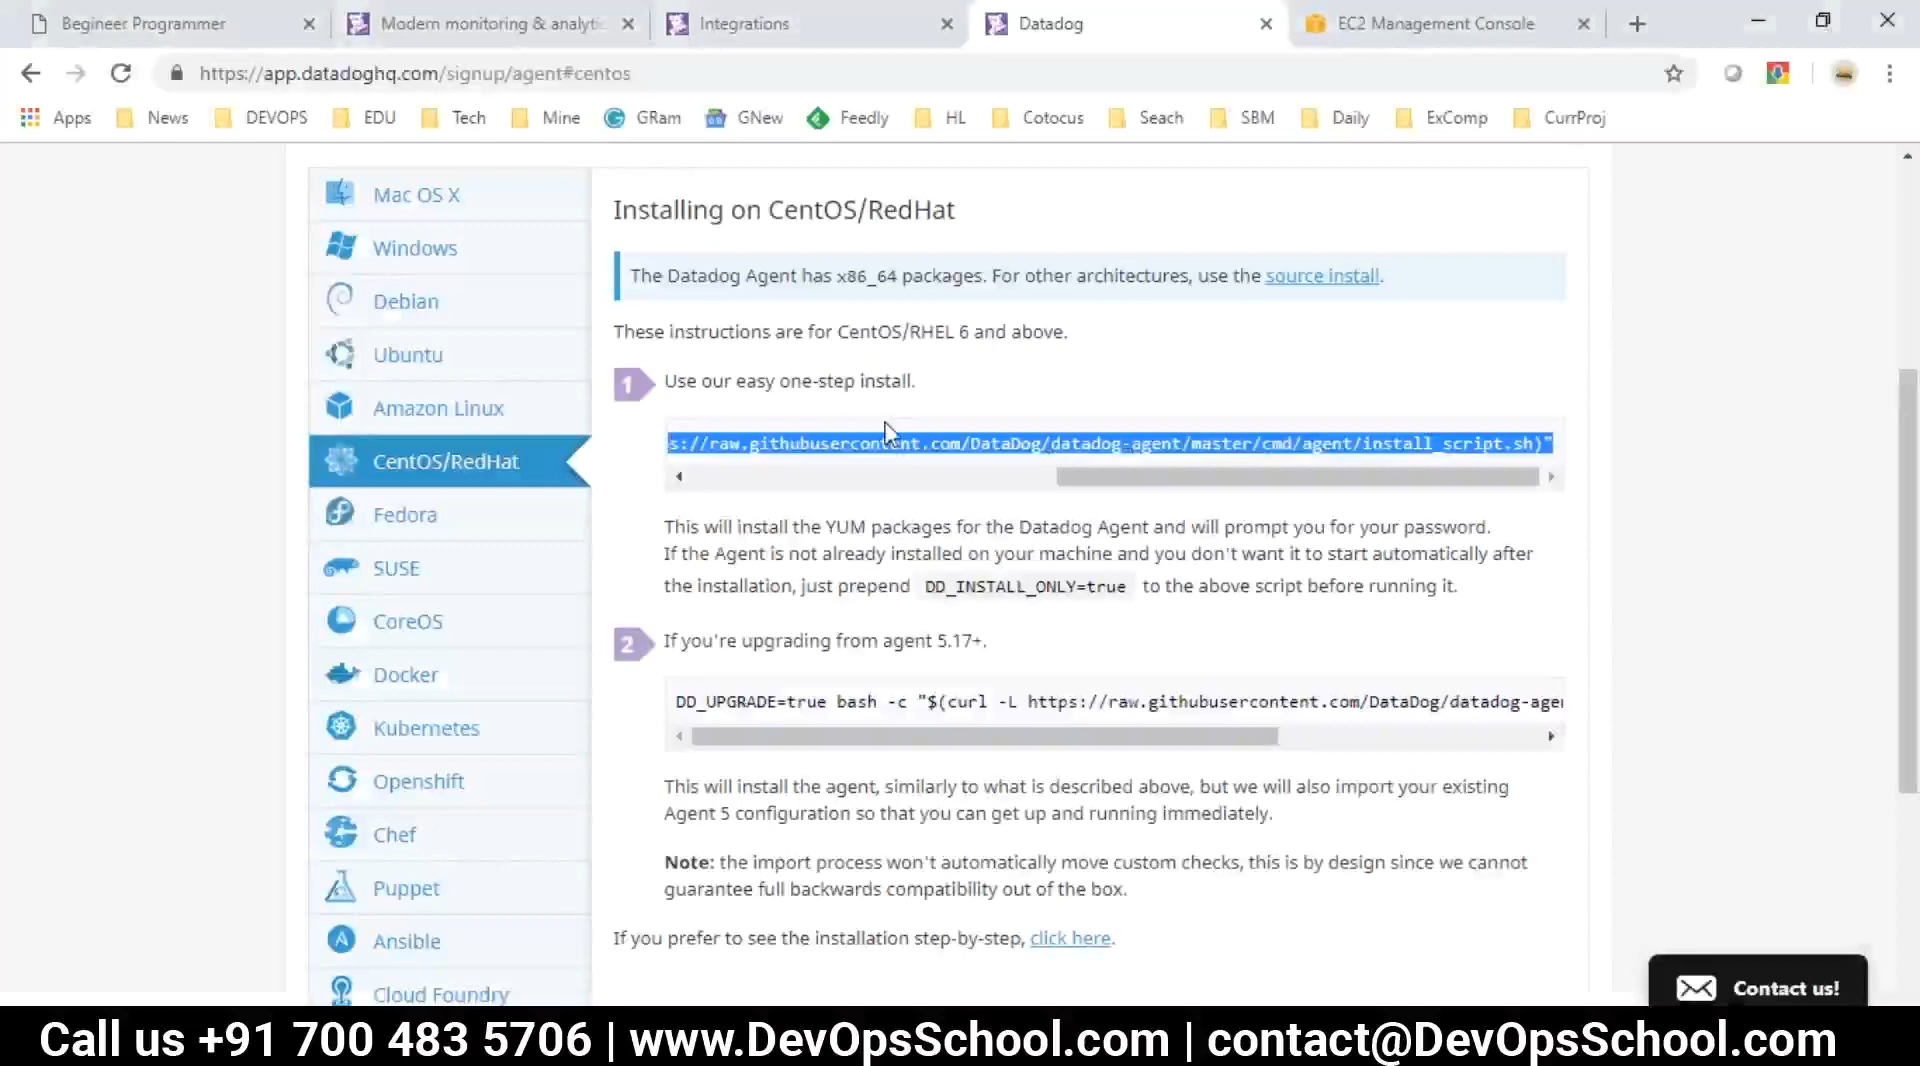 Begineer Programmer
Modern monitoring & analytic
Integrations
Datadog
EC2 Management Console
https://app.datadoghq.com/signup/agent#centos
Apps
News
DEVOPS
EDU
Tech
Mine
GRam
GNew
Feedly
HL
Cotocus
Seach
SBM
Daily
ExComp
CurrProj
Mac OS X
Windows
Debian
Ubuntu
Amazon Linux
CentOS/RedHat
Fedora
SUSE
CoreOS
Docker
Kubernetes
Openshift
Chef
Puppet
Ansible
Cloud Foundry
Installing on CentOS/RedHat
The Datadog Agent has x86_64 packages. For other architectures, use the source install.
These instructions are for CentOS/RHEL 6 and above.
1 Use our easy one-step install.
s://raw.githubusercontent.com/DataDog/datadog-agent/master/cmd/agent/install_script.sh)"
This will install the YUM packages for the Datadog Agent and will prompt you for your password.
If the Agent is not already installed on your machine and you don't want it to start automatically after
the installation, just prepend DD_INSTALL_ONLY=true to the above script before running it.
2 If you're upgrading from agent 5.17+.
DD_UPGRADE=true bash -c "$(curl -L https://raw.githubusercontent.com/DataDog/datadog-agen
This will install the agent, similarly to what is described above, but we will also import your existing
Agent 5 configuration so that you can get up and running immediately.
Note: the import process won't automatically move custom checks, this is by design since we cannot
guarantee full backwards compatibility out of the box.
If you prefer to see the installation step-by-step, click here.
Contact us!
Call us +91 700 483 5706 | www.DevOpsSchool.com | contact@DevOpsSchool.com